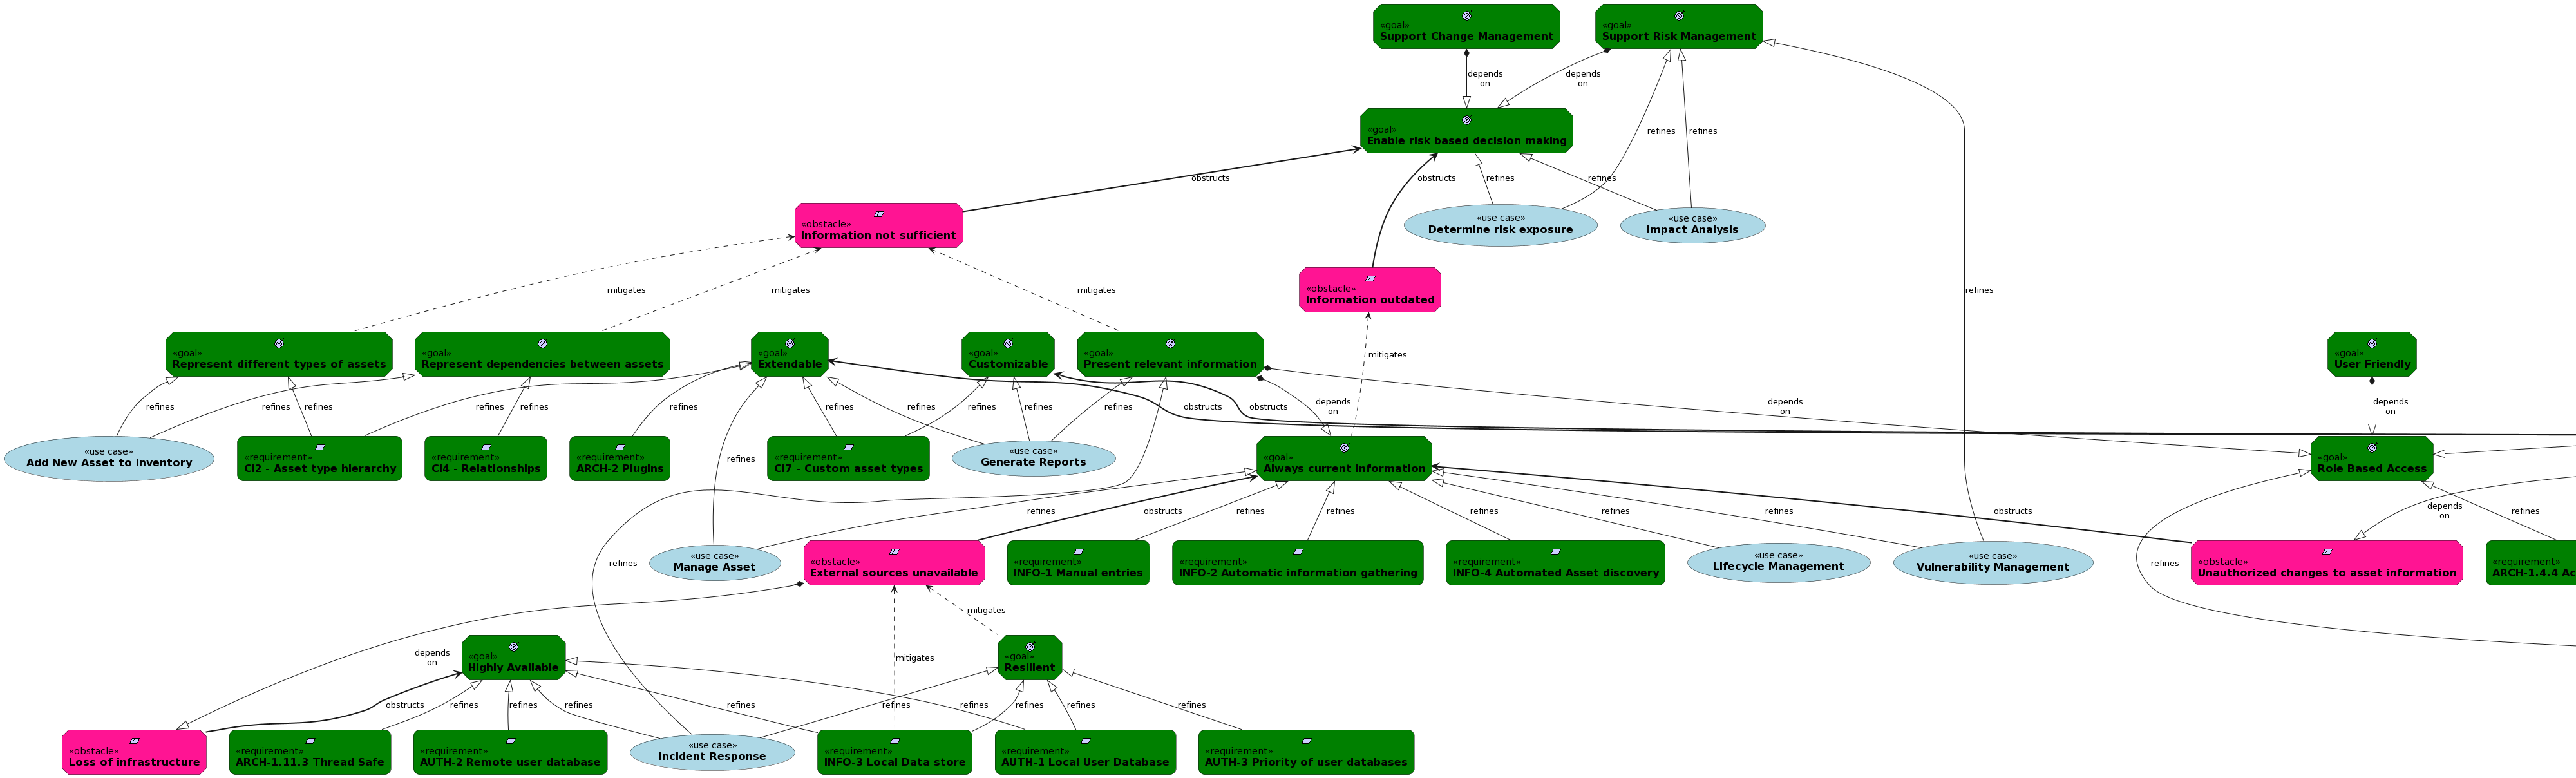 «goal»
Support Change Management
«goal»
Support Risk Management
depends
on
depends
on
«goal»
Enable risk based decision making
refines
refines
obstructs
obstructs
refines
refines
«obstacle»
Information not sufficient
«use case»
Determine risk exposure
«use case»
Impact Analysis
mitigates
mitigates
mitigates
«obstacle»
Information outdated
refines
«goal»
Represent different types of assets
«goal»
Represent dependencies between assets
«goal»
Extendable
«goal»
Customizable
«goal»
Present relevant information
mitigates
«goal»
User Friendly
refines
refines
refines
refines
refines
refines
refines
refines
refines
refines
refines
obstructs
obstructs
depends
on
depends
on
depends
on
«use case»
Add New Asset to Inventory
«requirement»
CI2 - Asset type hierarchy
«requirement»
CI4 - Relationships
«requirement»
ARCH-2 Plugins
refines
«requirement»
CI7 - Custom asset types
«use case»
Generate Reports
«goal»
Always current information
«goal»
Role Based Access
refines
obstructs
refines
refines
refines
refines
refines
obstructs
depends
on
refines
«use case»
Manage Asset
«obstacle»
External sources unavailable
«requirement»
INFO-1 Manual entries
«requirement»
INFO-2 Automatic information gathering
«requirement»
INFO-4 Automated Asset discovery
«use case»
Lifecycle Management
«use case»
Vulnerability Management
«obstacle»
Unauthorized changes to asset information
«requirement»
refines
refines
mitigates
depends
on
«goal»
Highly Available
mitigates
«goal»
Resilient
obstructs
refines
refines
refines
refines
refines
refines
refines
refines
refines
«obstacle»
Loss of infrastructure
«requirement»
ARCH-1.11.3 Thread Safe
«requirement»
AUTH-2 Remote user database
«use case»
Incident Response
«requirement»
INFO-3 Local Data store
«requirement»
AUTH-1 Local User Database
«requirement»
AUTH-3 Priority of user databases
ARCH-1.4.4